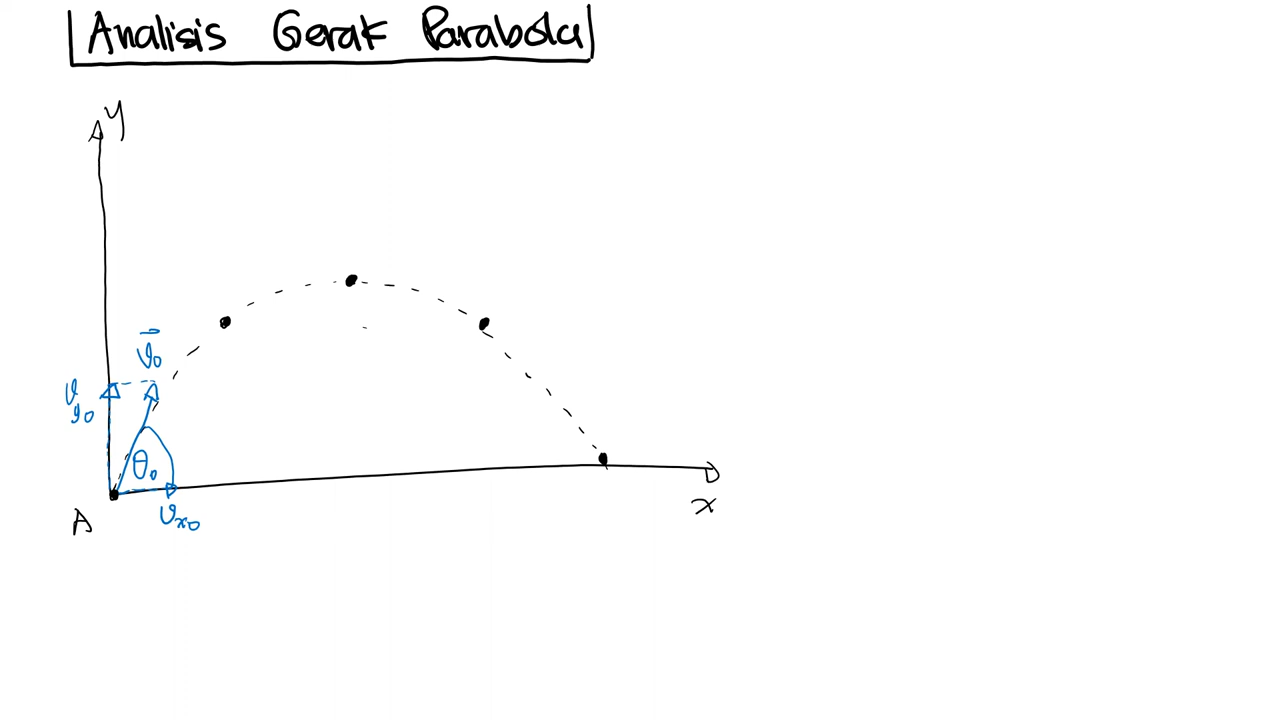 Analisis Gerak Parabola
y
v⃗₀
v_y₀
θ₀
A
v_x₀
x